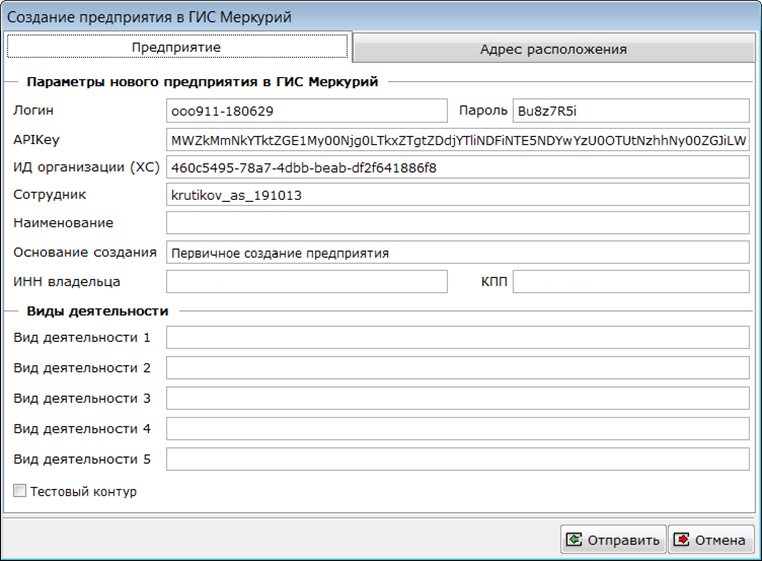 Создание предприятия в ГИС Меркурий
Предприятие Адрес расположения
Параметры нового предприятия в ГИС Меркурий
Логин ooo911-180629 Пароль Bu8z7R5i
APIKey MWZkMmNkYTktZGE1My00Njg0LTkxZTgtZDdjYTliNDFiNTE5NDYwYzU0OTUtNzhhNy00ZGJiLW
ИД организации (ХС) 460c5495-78a7-4dbb-beab-df2f641886f8
Сотрудник krutikov_as_191013
Наименование
Основание создания Первичное создание предприятия
ИНН владельца КПП
Виды деятельности
Вид деятельности 1
Вид деятельности 2
Вид деятельности 3
Вид деятельности 4
Вид деятельности 5
Тестовый контур
Отправить Отмена